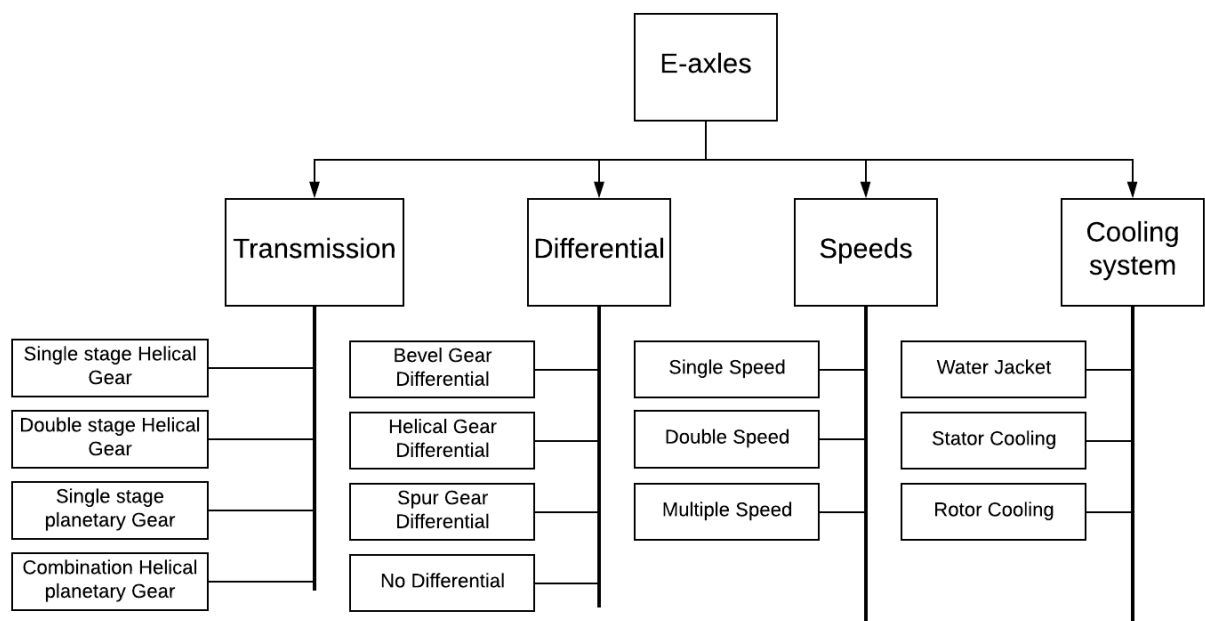 E-axles
Transmission
Differential
Speeds
Cooling
system
Single stage Helical
Gear
Double stage Helical
Gear
Single stage
planetary Gear
Combination Helical
planetary Gear
Bevel Gear
Differential
Helical Gear
Differential
Spur Gear
Differential
No Differential
Single Speed
Double Speed
Multiple Speed
Water Jacket
Stator Cooling
Rotor Cooling